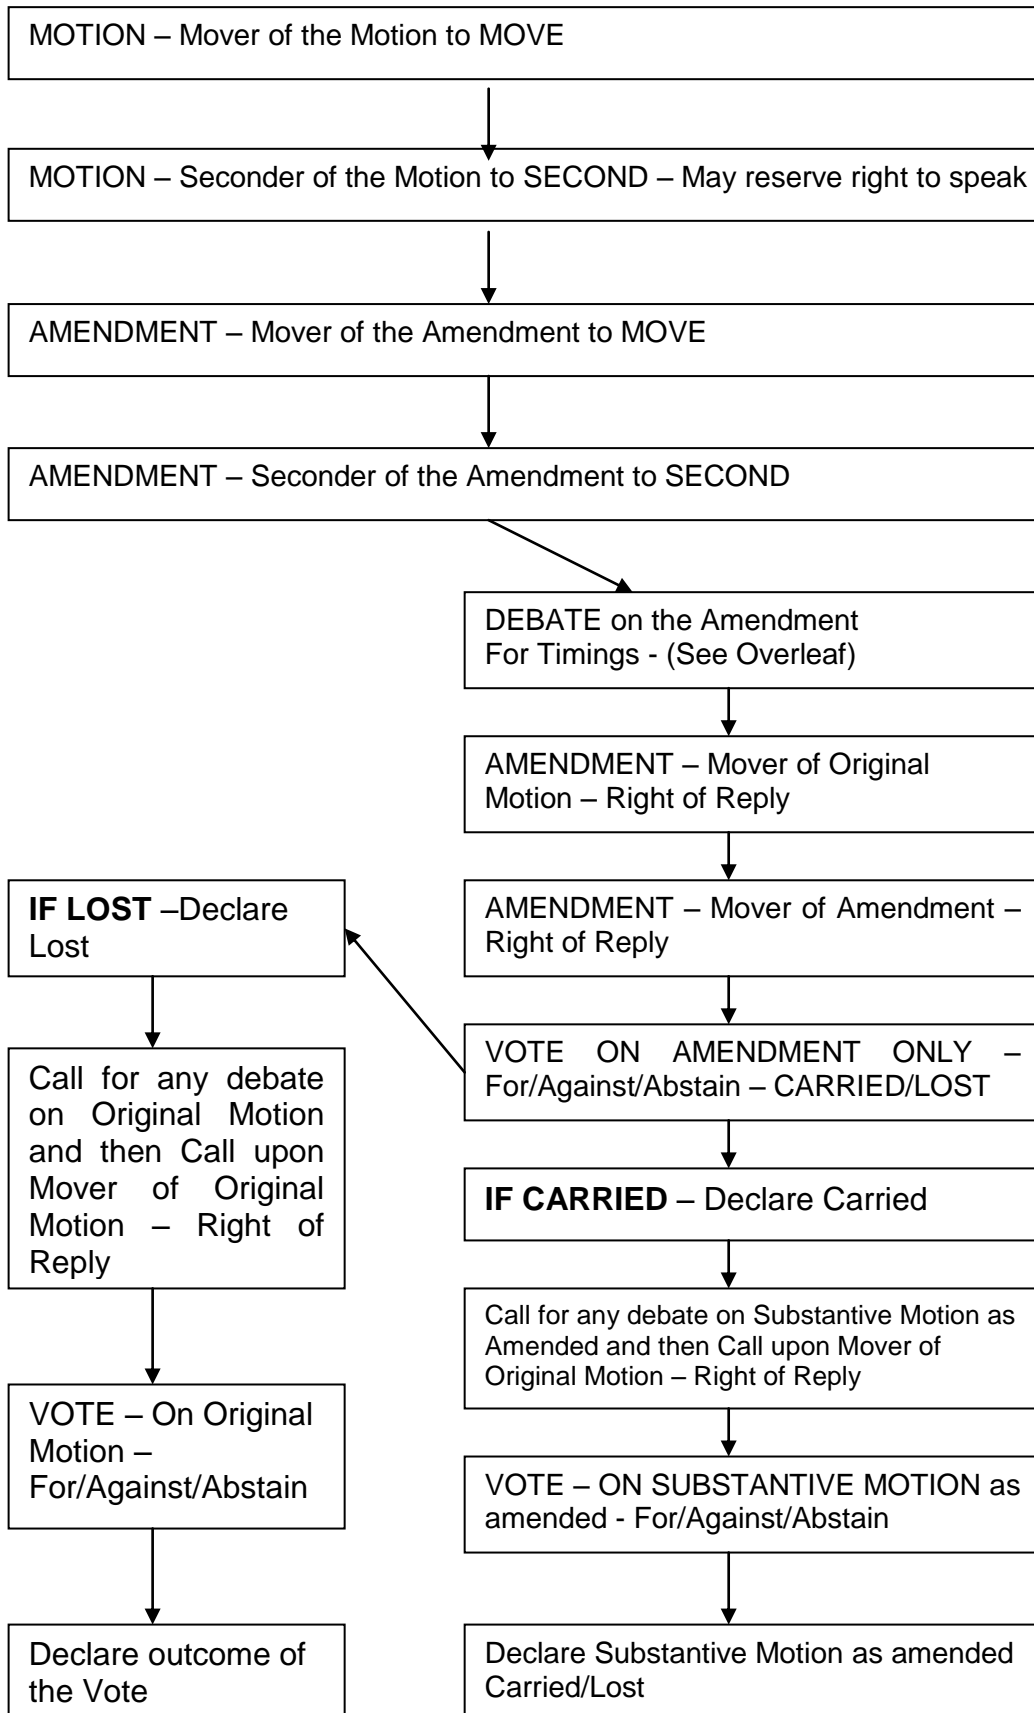 MOTION – Mover of the Motion to MOVE
MOTION – Seconder of the Motion to SECOND – May reserve right to speak
AMENDMENT – Mover of the Amendment to MOVE
AMENDMENT – Seconder of the Amendment to SECOND
DEBATE on the Amendment
For Timings - (See Overleaf)
AMENDMENT – Mover of Original
Motion – Right of Reply
AMENDMENT – Mover of Amendment –
Right of Reply
VOTE ON AMENDMENT ONLY –
For/Against/Abstain – CARRIED/LOST
IF LOST –Declare
Lost
Call for any debate
on Original Motion
and then Call upon
Mover of Original
Motion – Right of
Reply
VOTE – On Original
Motion –
For/Against/Abstain
Declare outcome of
the Vote
IF CARRIED – Declare Carried
Call for any debate on Substantive Motion as
Amended and then Call upon Mover of
Original Motion – Right of Reply
VOTE – ON SUBSTANTIVE MOTION as
amended - For/Against/Abstain
Declare Substantive Motion as amended
Carried/Lost